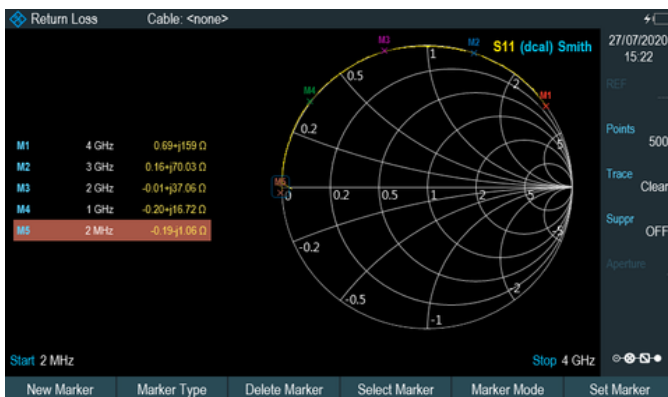 Return Loss Cable: <none>
27/07/2020
15:22
S11 (dcal) Smith
REF
Points
500
Trace
Clear
Suppr
OFF
Aperture
M1 4 GHz 0.69+j159 Ω
M2 3 GHz 0.16+j70.03 Ω
M3 2 GHz -0.01+j37.06 Ω
M4 1 GHz -0.20+j16.72 Ω
M5 2 MHz -0.19-j1.06 Ω
M3 M2
M4 M1
M5
0.5 1 2
0.2 5
0 0.2 0.5 1 2 5
-0.2 -5
-0.5 -1 -2
Start 2 MHz Stop 4 GHz
New Marker Marker Type Delete Marker Select Marker Marker Mode Set Marker